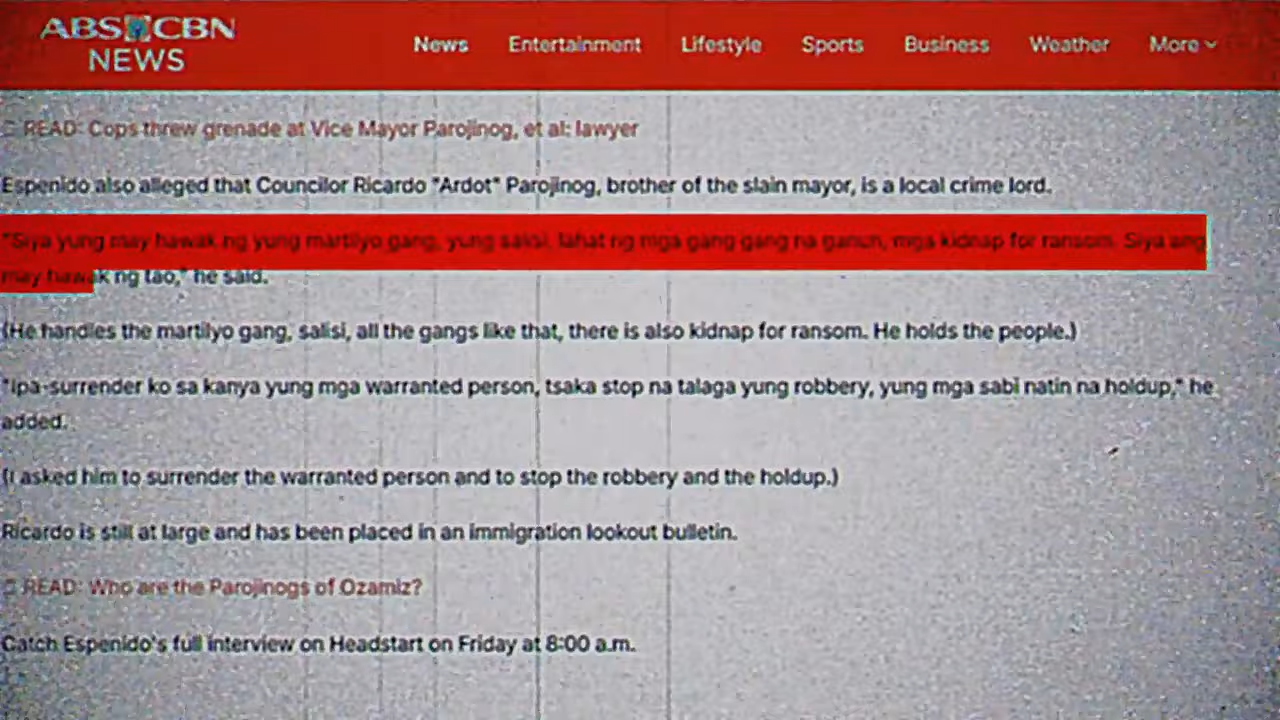 ABS CBN
NEWS
News Entertainment Lifestyle Sports Business Weather More
READ: Cops threw grenade at Vice Mayor Parojinog, et al: lawyer
Espenido also alleged that Councilor Ricardo "Ardot" Parojinog, brother of the slain mayor, is a local crime lord.
"Siya yung may hawak ng yung martilyo gang, yung salisi, lahat ng mga gang gang na ganun, mga kidnap for ransom. Siya ang
may hawak ng tao," he said.
(He handles the martilyo gang, salisi, all the gangs like that, there is also kidnap for ransom. He holds the people.)
"Ipa-surrender ko sa kanya yung mga warranted person, tsaka stop na talaga yung robbery, yung mga sabi natin na holdup," he
added.
(I asked him to surrender the warranted person and to stop the robbery and the holdup.)
Ricardo is still at large and has been placed in an immigration lookout bulletin.
READ: Who are the Parojinogs of Ozamiz?
Catch Espenido's full interview on Headstart on Friday at 8:00 a.m.